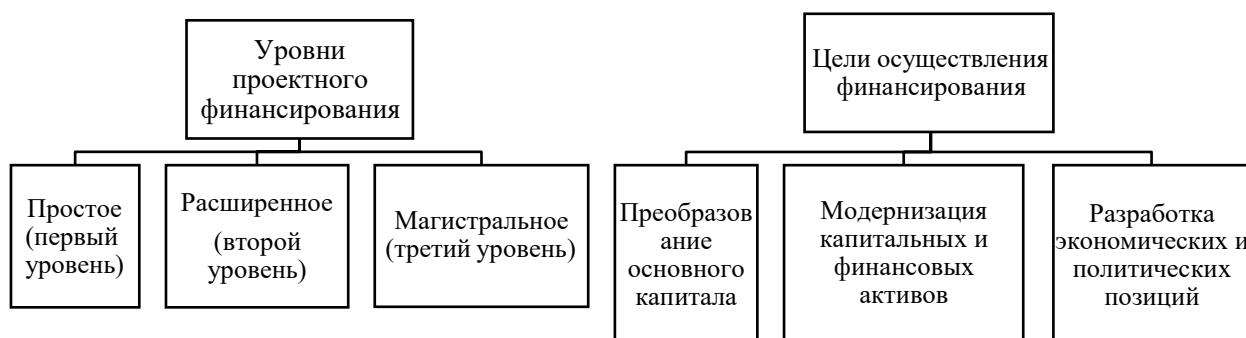 Уровни
проектного
финансирования
Простое
(первый
уровень)
Расширенное
(второй
уровень)
Магистральное
(третий уровень)
Цели осуществления
финансирования
Преобразов
ание
основного
капитала
Модернизация
капитальных и
финансовых
активов
Разработка
экономических и
политических
позиций